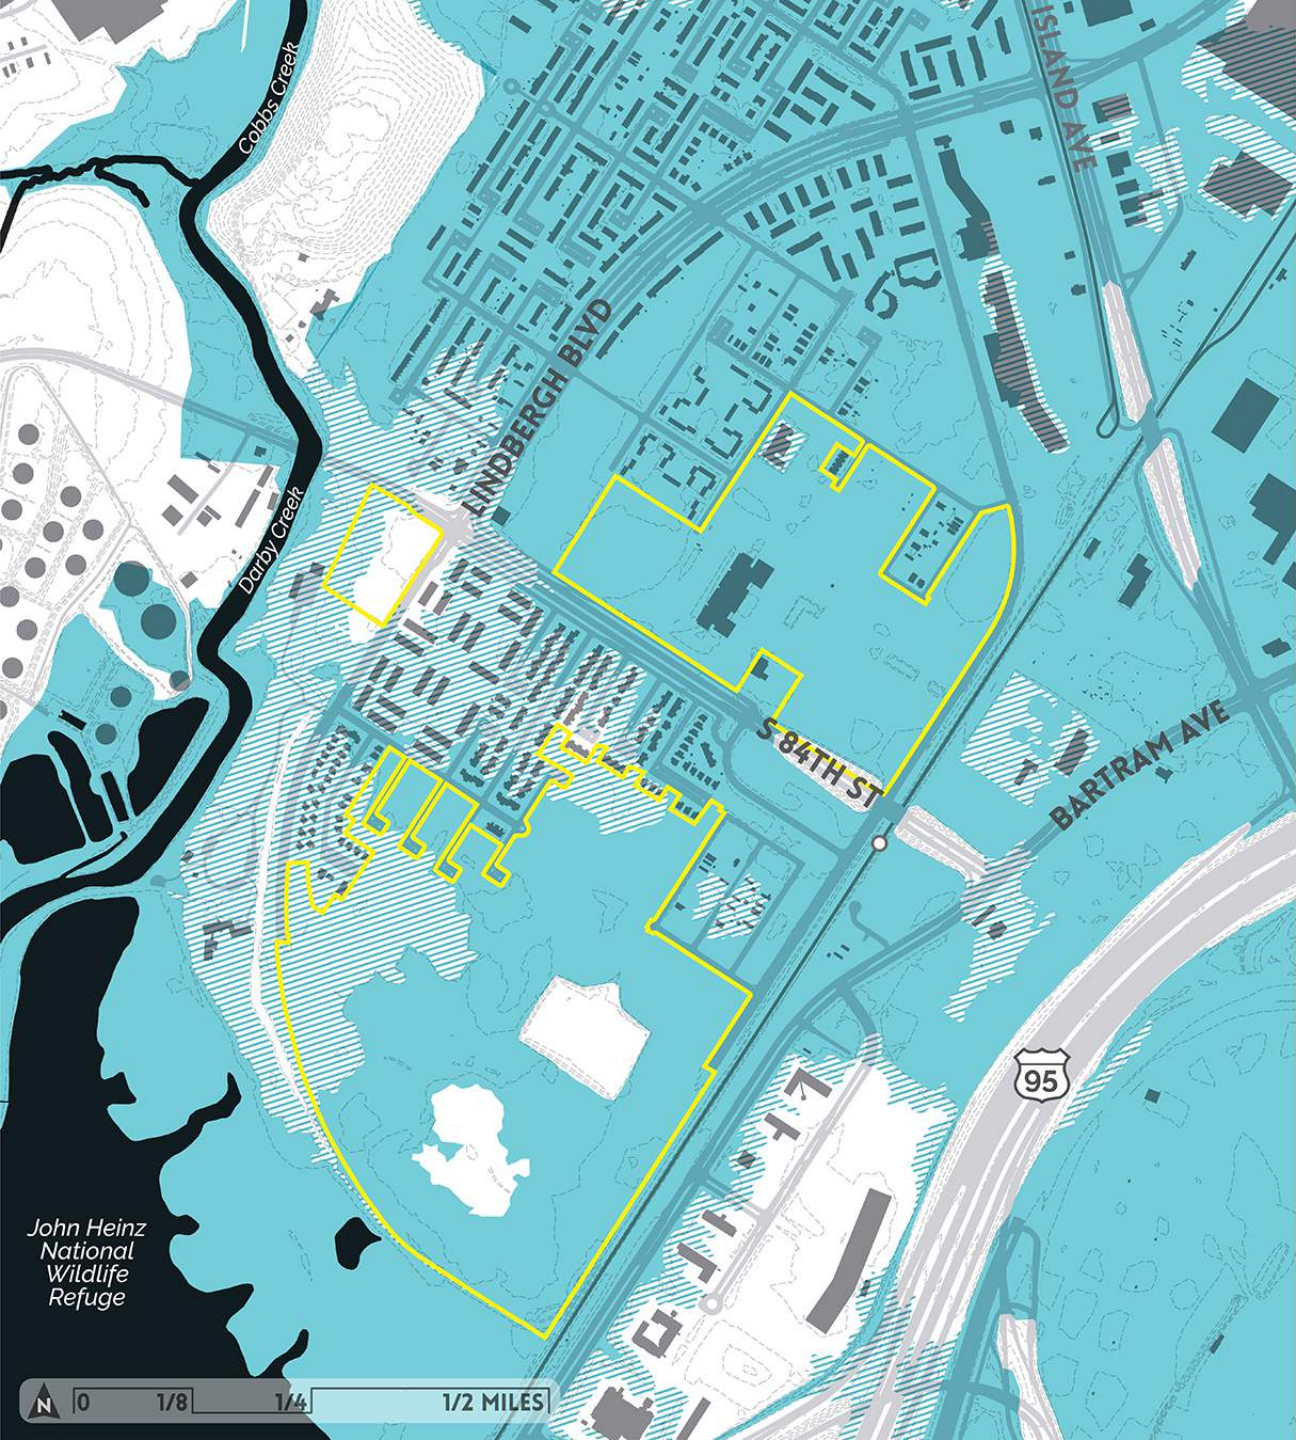 Cobbs Creek
ISLAND AVE
LINDBERGH BLVD
Darby Creek
S 84TH ST
BARTRAM AVE
95
John Heinz
National
Wildlife
Refuge
N 0 1/8 1/4 1/2 MILES